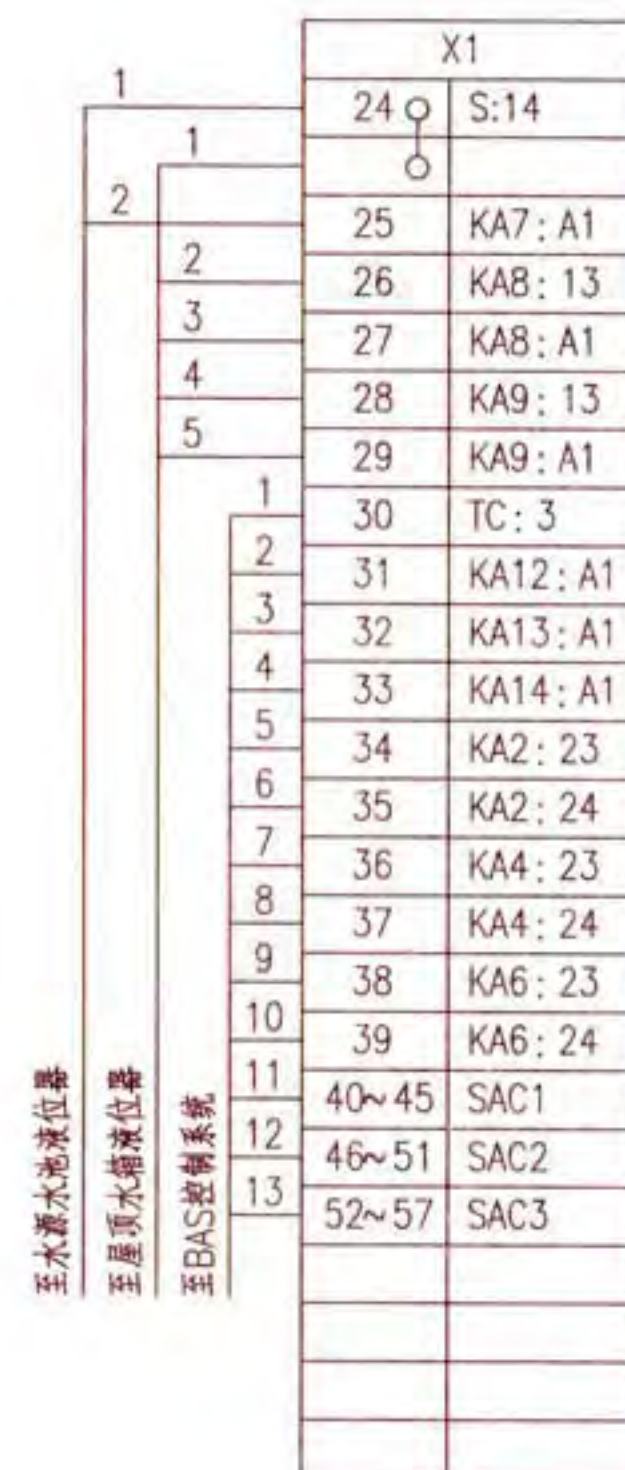 X1
1 24 S:14
1
2 25 KA7:A1
2 26 KA8:13
3 27 KA8:A1
4 28 KA9:13
5 29 KA9:A1
1 30 TC:3
2 31 KA12:A1
3 32 KA13:A1
4 33 KA14:A1
5 34 KA2:23
6 35 KA2:24
7 36 KA4:23
8 37 KA4:24
9 38 KA6:23
10 39 KA6:24
11 40~45 SAC1
12 46~51 SAC2
13 52~57 SAC3
至水源水池液位器
至屋顶水箱液位器
至BAS控制系统